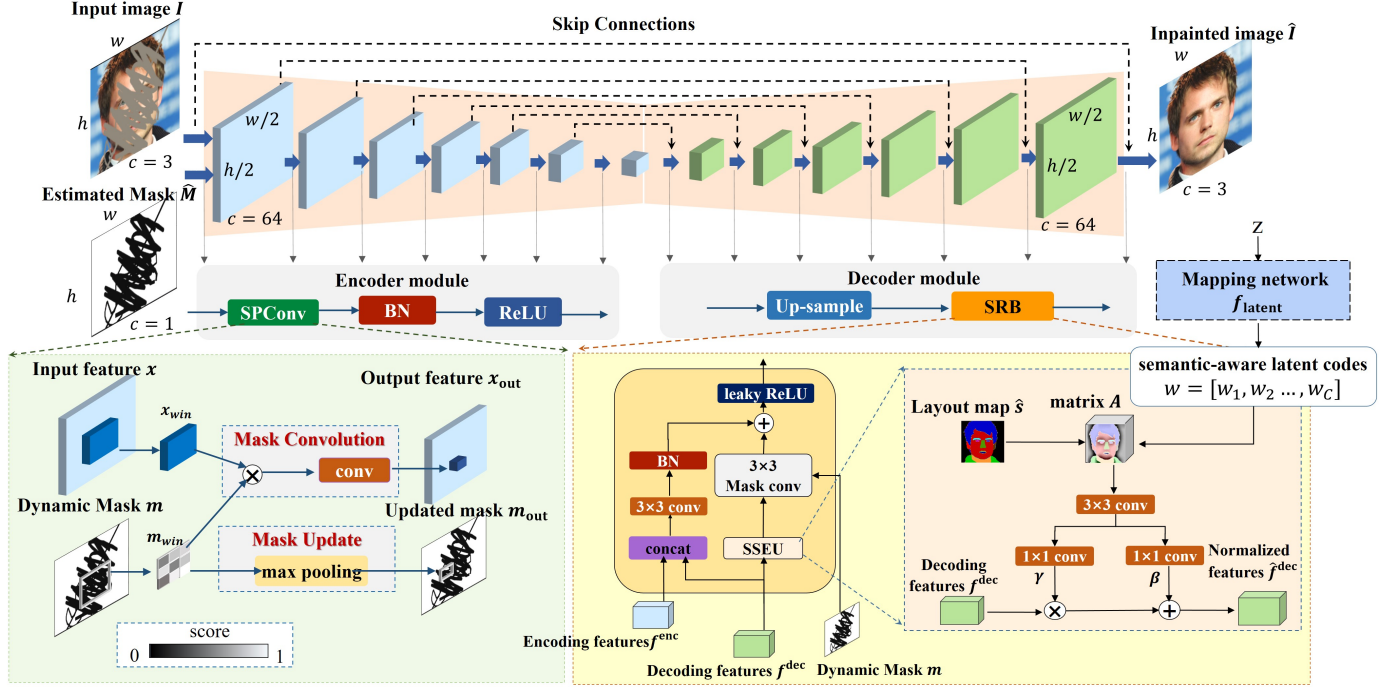 Input image I
w
h
c = 3
Skip Connections
Inpainted image Î
w
h
c = 3
w/2
h/2
c = 64
w/2
h/2
c = 64
Estimated Mask M̂
w
h
c = 1
Encoder module
SPConv
BN
ReLU
Decoder module
Up-sample
SRB
z
Mapping network
f_latent
semantic-aware latent codes
w = [w₁, w₂ …, w_C]
Input feature x
x_win
Output feature x_out
Mask Convolution
conv
Dynamic Mask m
m_win
Updated mask m_out
Mask Update
max pooling
score
0
1
leaky ReLU
BN
3×3
Mask conv
3×3 conv
concat
SSEU
Encoding features f^enc
Decoding features f^dec
Dynamic Mask m
Layout map ŝ
matrix A
3×3 conv
1×1 conv
1×1 conv
γ
β
Decoding
features f^dec
Normalized
features f̂^dec